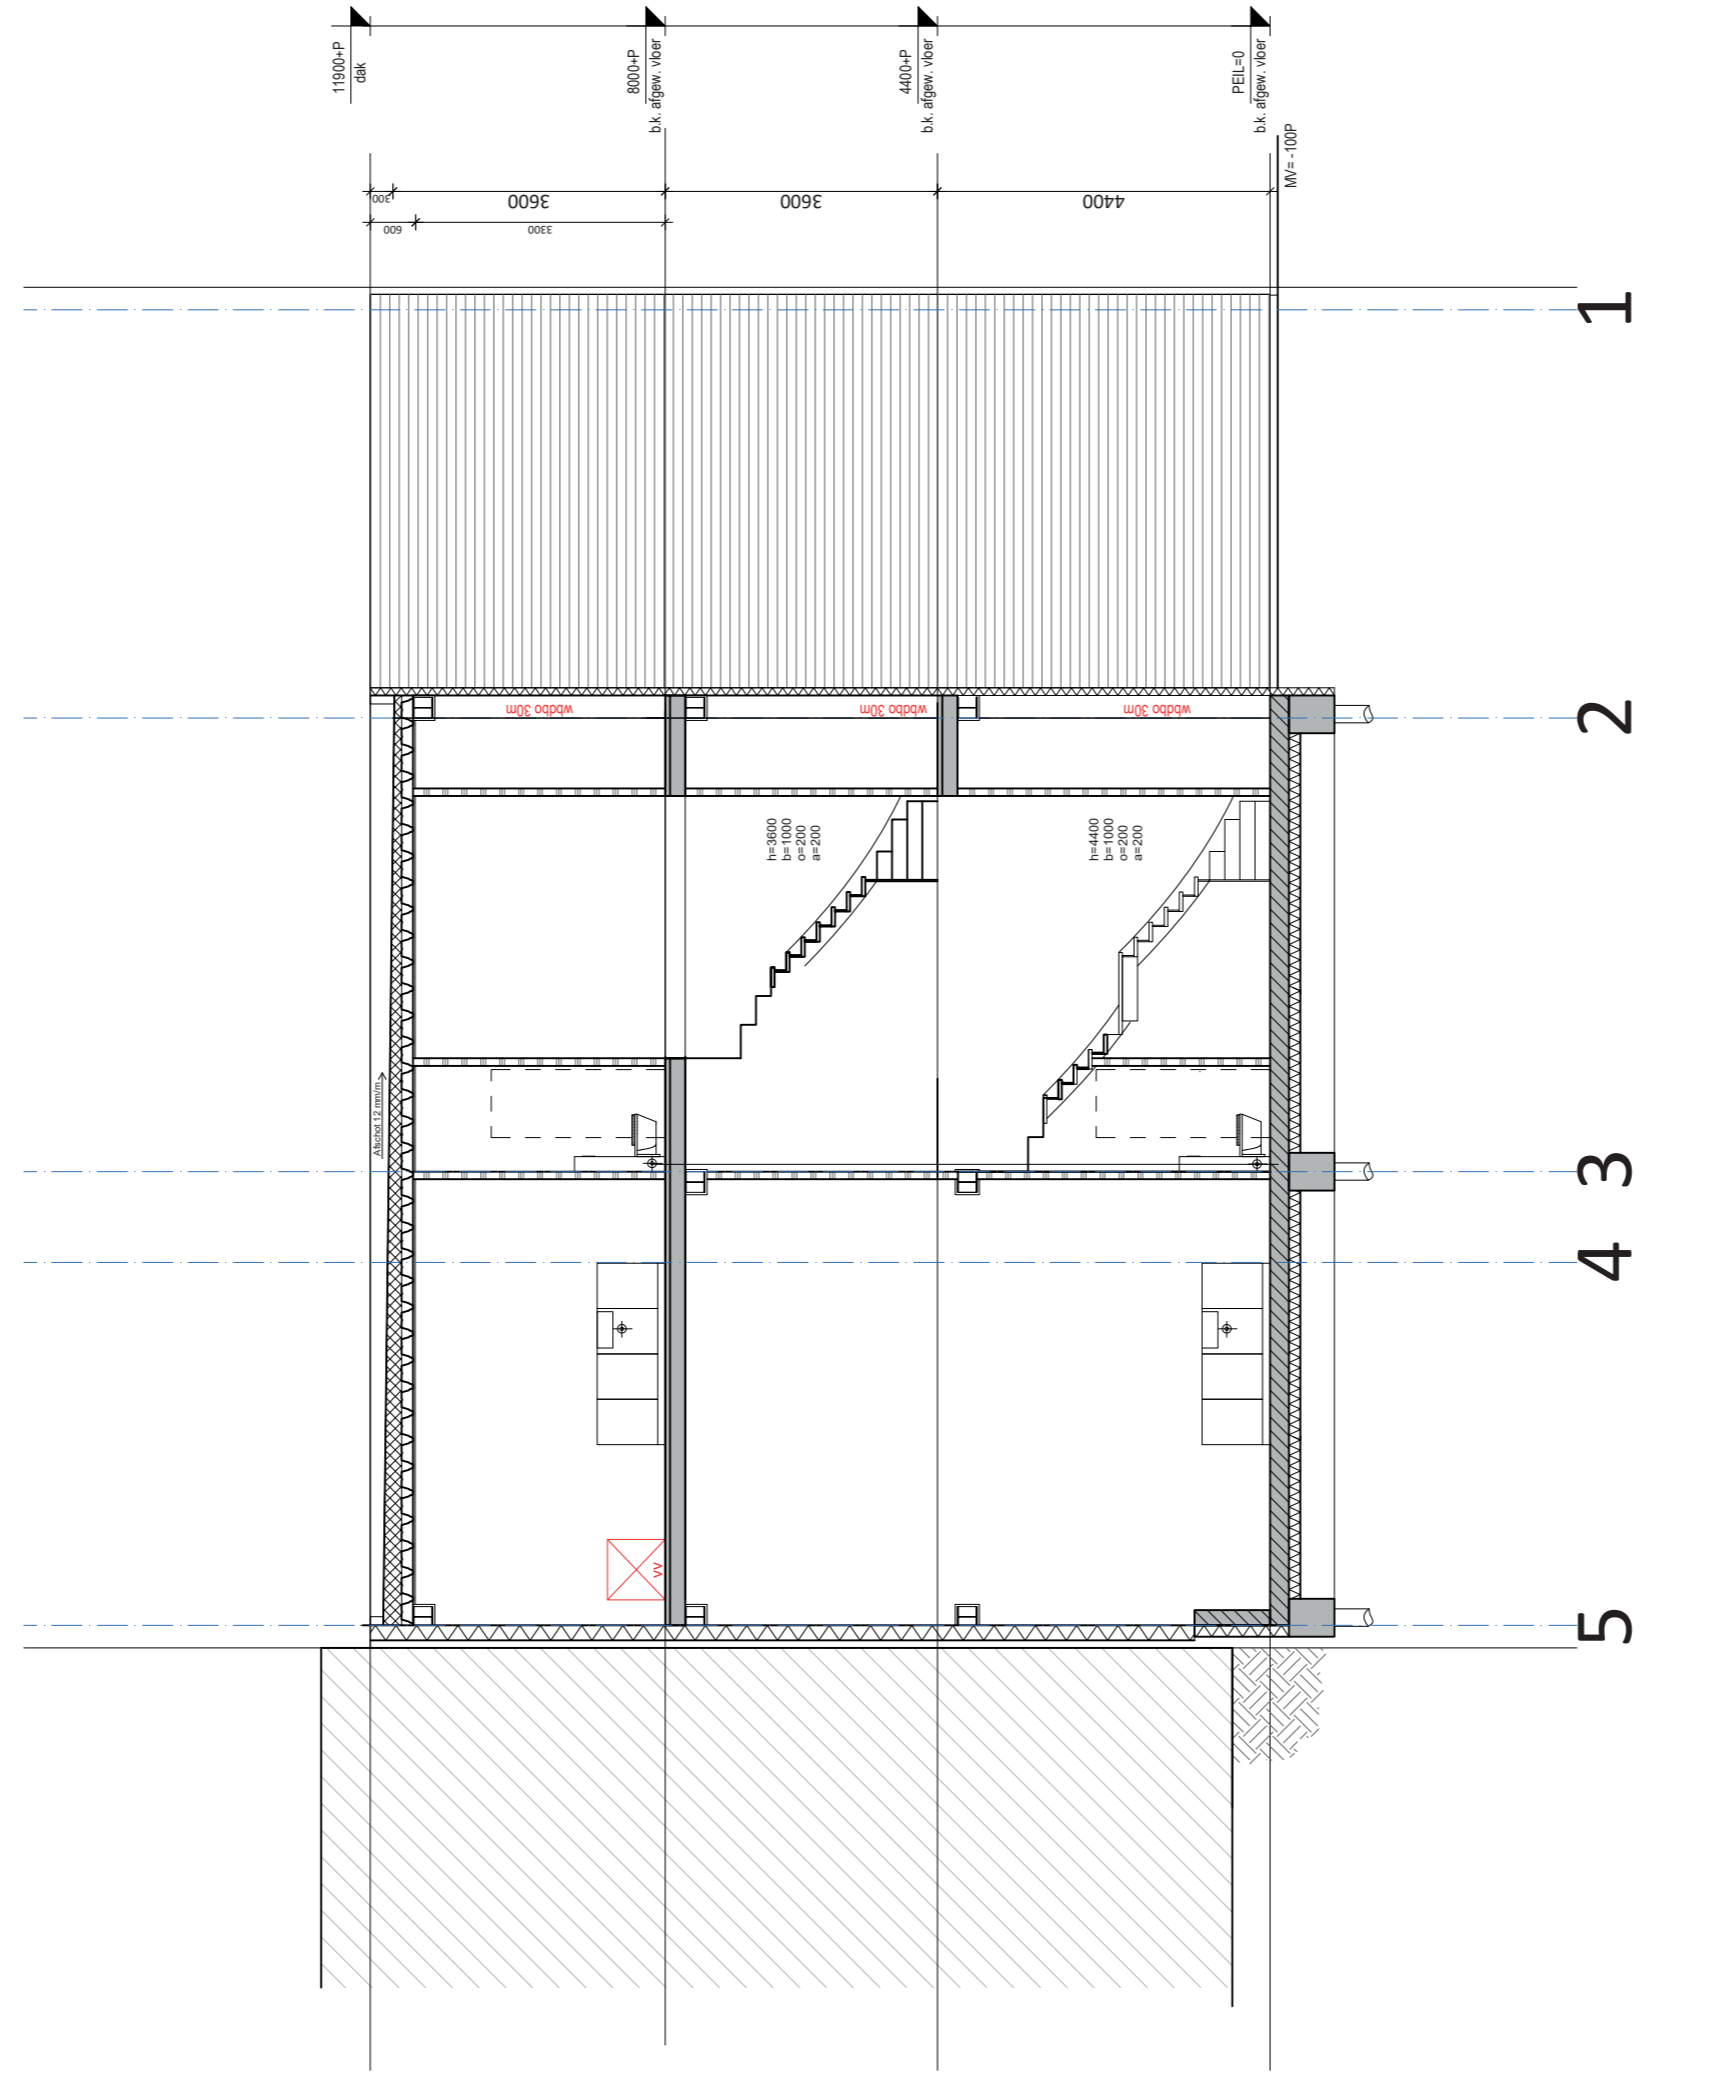 11900+P
dak
8000+P
b.k. afgew. vloer
4400+P
b.k. afgew. vloer
PEIL=0
b.k. afgew. vloer
MV= -100P
300
3600
3600
4400
600
3300
1
wbdbo 30m
wbdbo 30m
wbdbo 30m
2
h=3600
b=1000
o=200
a=200
h=4400
b=1000
o=200
a=200
Afschot 12 mm/m
3
4
VV
5